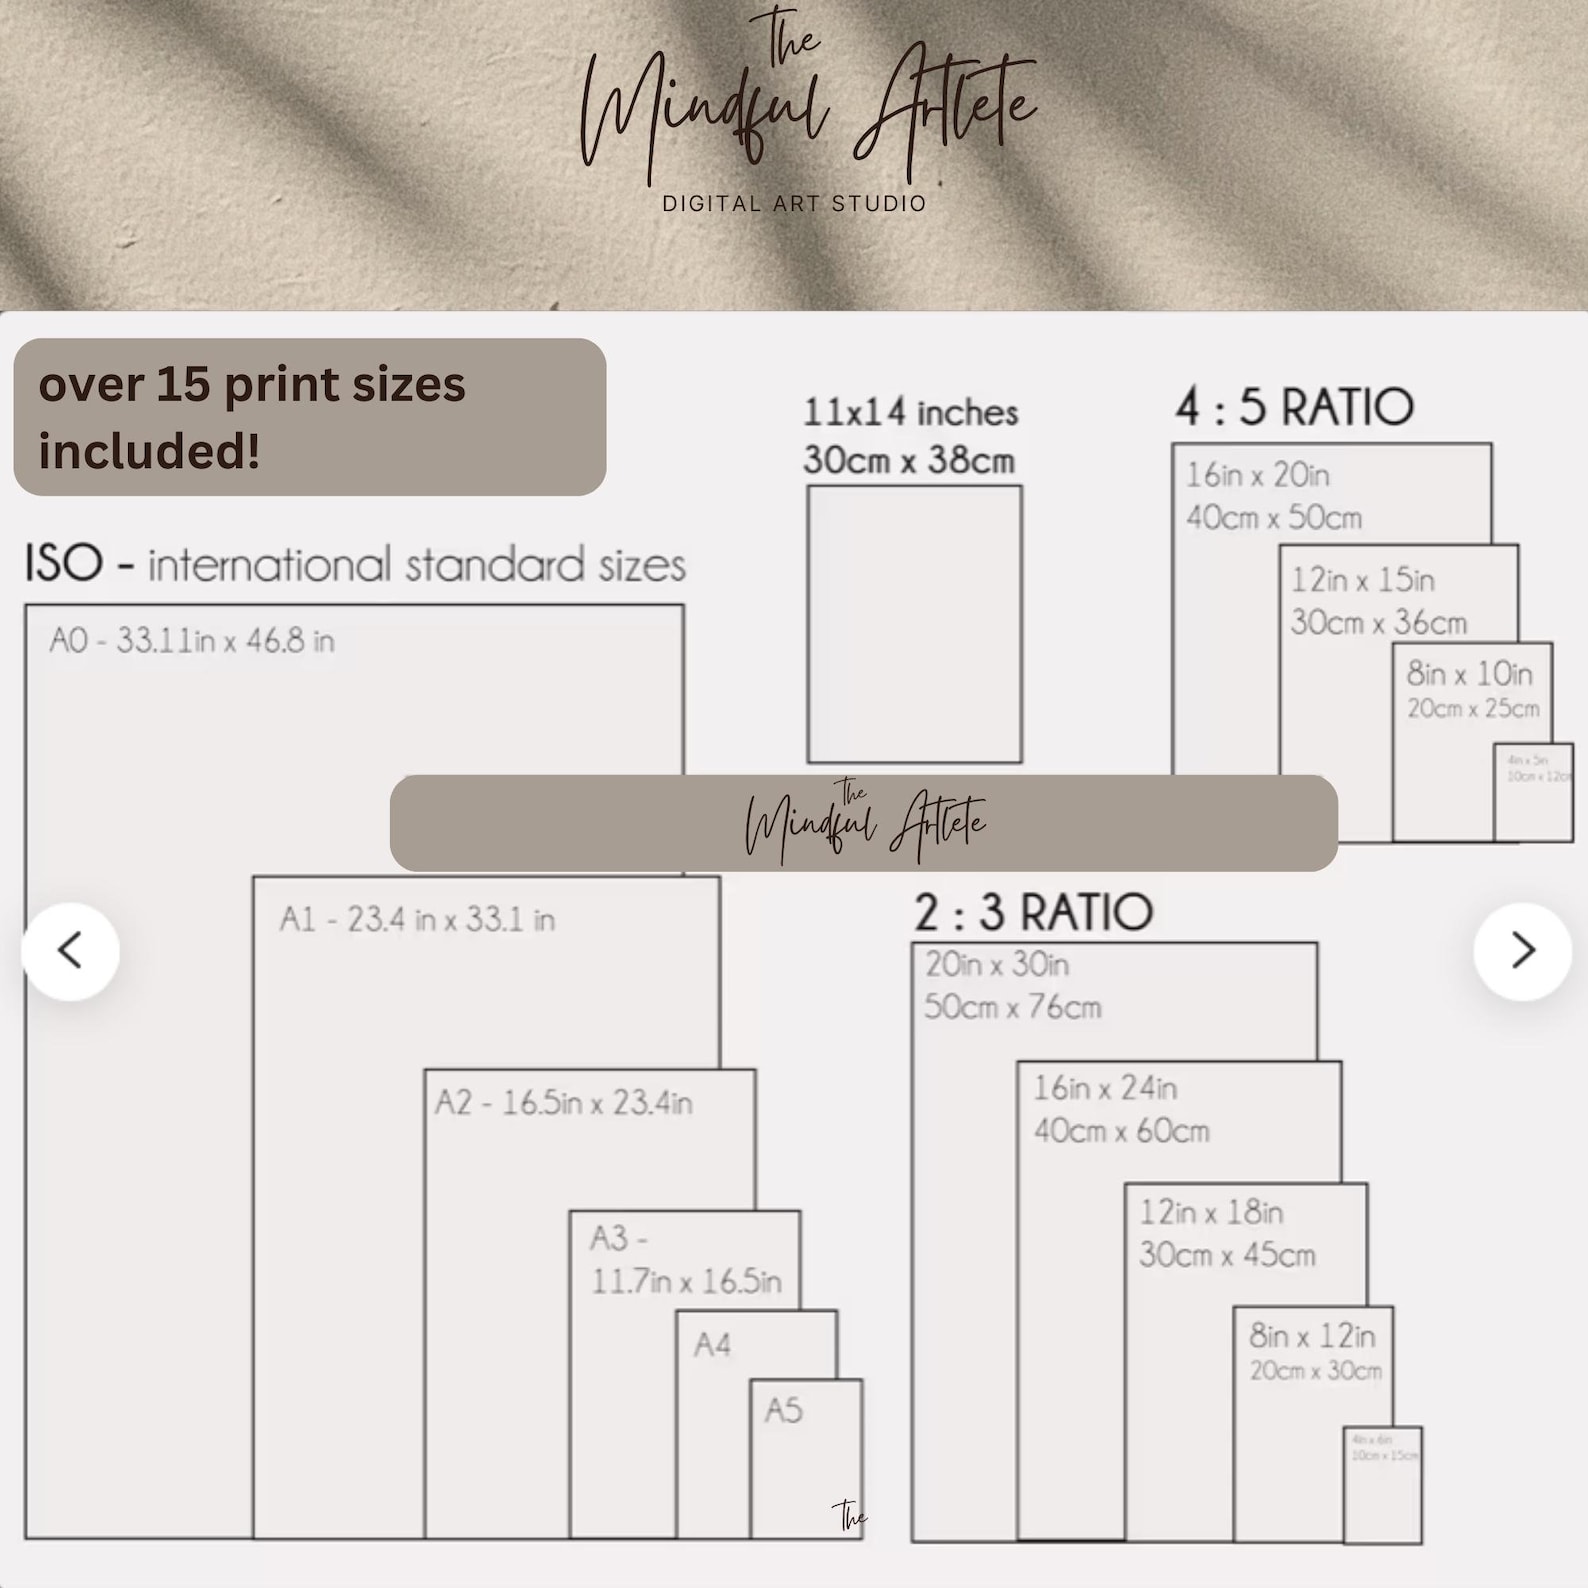 the
Mindful Artlete
DIGITAL ART STUDIO
over 15 print sizes
included!
ISO - international standard sizes
A0 - 33.11in x 46.8 in
A1 - 23.4 in x 33.1 in
A2 - 16.5in x 23.4in
A3 -
11.7in x 16.5in
A4
A5
the
11x14 inches
30cm x 38cm
4 : 5 RATIO
16in x 20in
40cm x 50cm
12in x 15in
30cm x 36cm
8in x 10in
20cm x 25cm
4in x 5in
10cm x 12cm
the
Mindful Artlete
2 : 3 RATIO
20in x 30in
50cm x 76cm
16in x 24in
40cm x 60cm
12in x 18in
30cm x 45cm
8in x 12in
20cm x 30cm
4in x 6in
10cm x 15cm